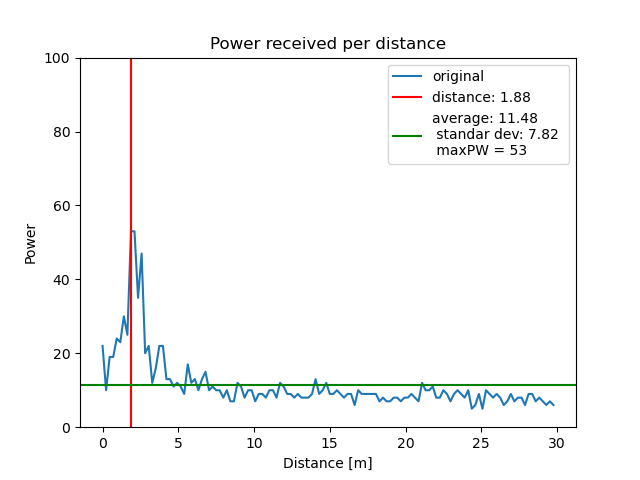 Power received per distance
original
distance: 1.88
average: 11.48
standar dev: 7.82
maxPW = 53
100
80
60
40
20
0
Power
0 5 10 15 20 25 30
Distance [m]